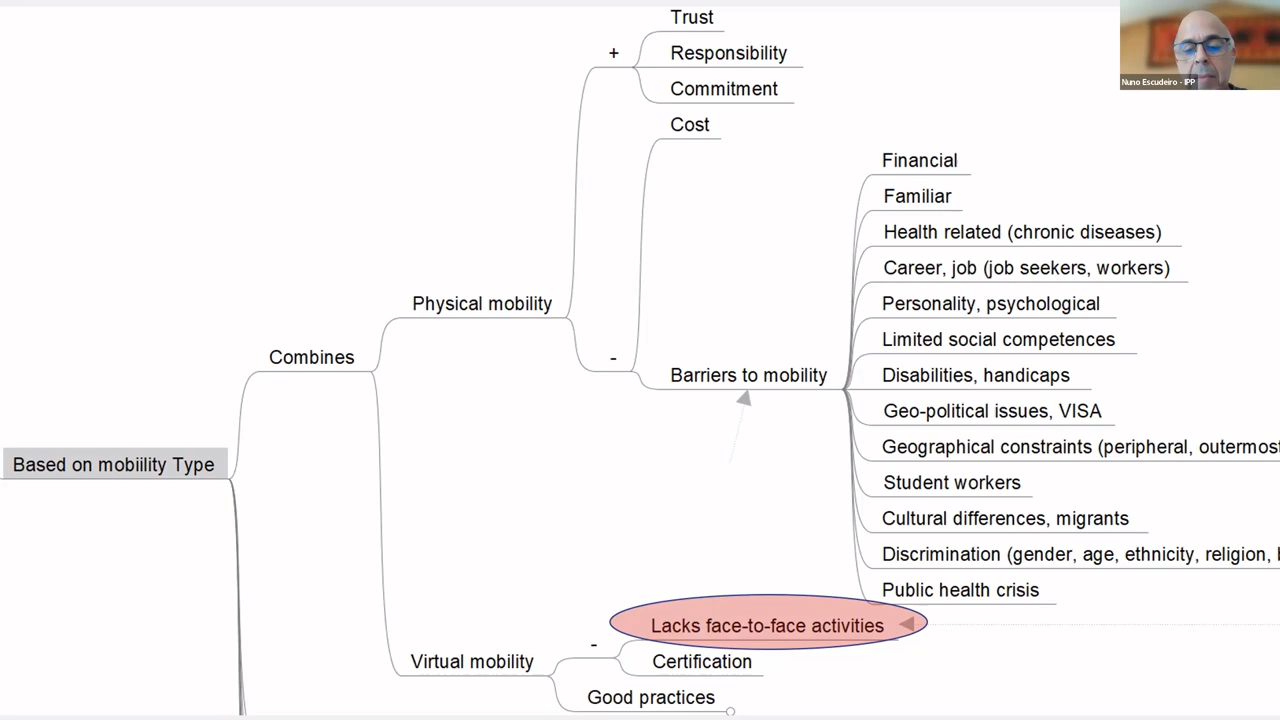 Trust
+
Responsibility
Commitment
Cost
Nuno Escudeiro - IPP
Financial
Familiar
Health related (chronic diseases)
Career, job (job seekers, workers)
Physical mobility
Personality, psychological
Limited social competences
Combines
-
Barriers to mobility
Disabilities, handicaps
Geo-political issues, VISA
Geographical constraints (peripheral, outermost
Based on mobiility Type
Student workers
Cultural differences, migrants
Discrimination (gender, age, ethnicity, religion,
Public health crisis
Lacks face-to-face activities
-
Virtual mobility
Certification
Good practices